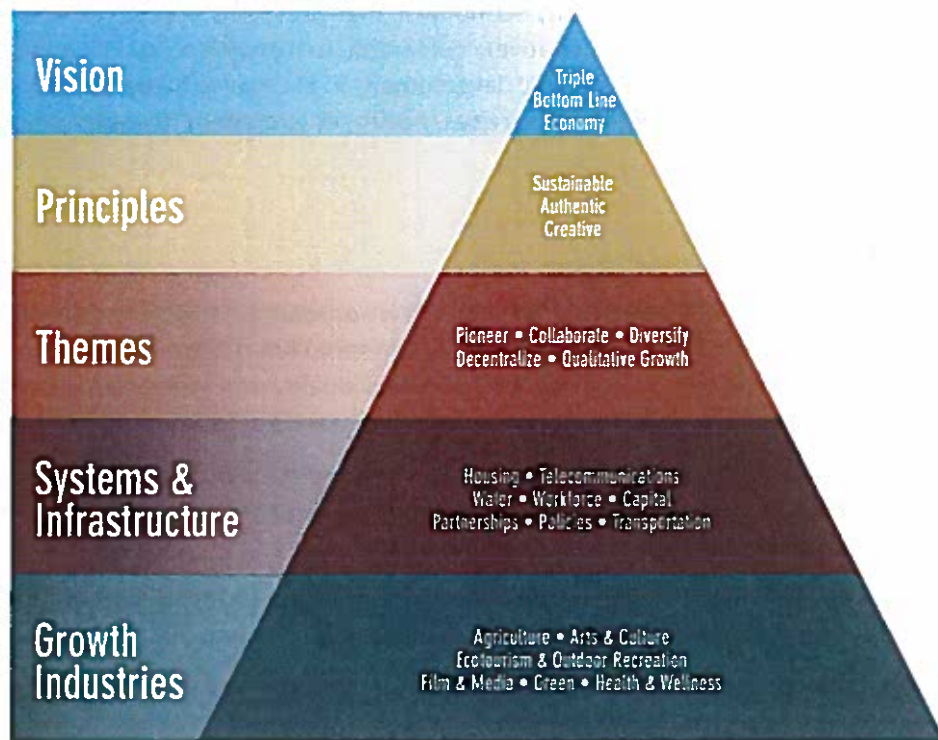 Vision
Triple
Bottom Line
Economy
Principles
Sustainable
Authentic
Creative
Themes
Pioneer • Collaborate • Diversify
Decentralize • Qualitative Growth
Systems &
Infrastructure
Housing • Telecommunications
Water • Workforce • Capital
Partnerships • Policies • Transportation
Growth
Industries
Agriculture • Arts & Culture
Ecotourism & Outdoor Recreation
Film & Media • Green • Health & Wellness